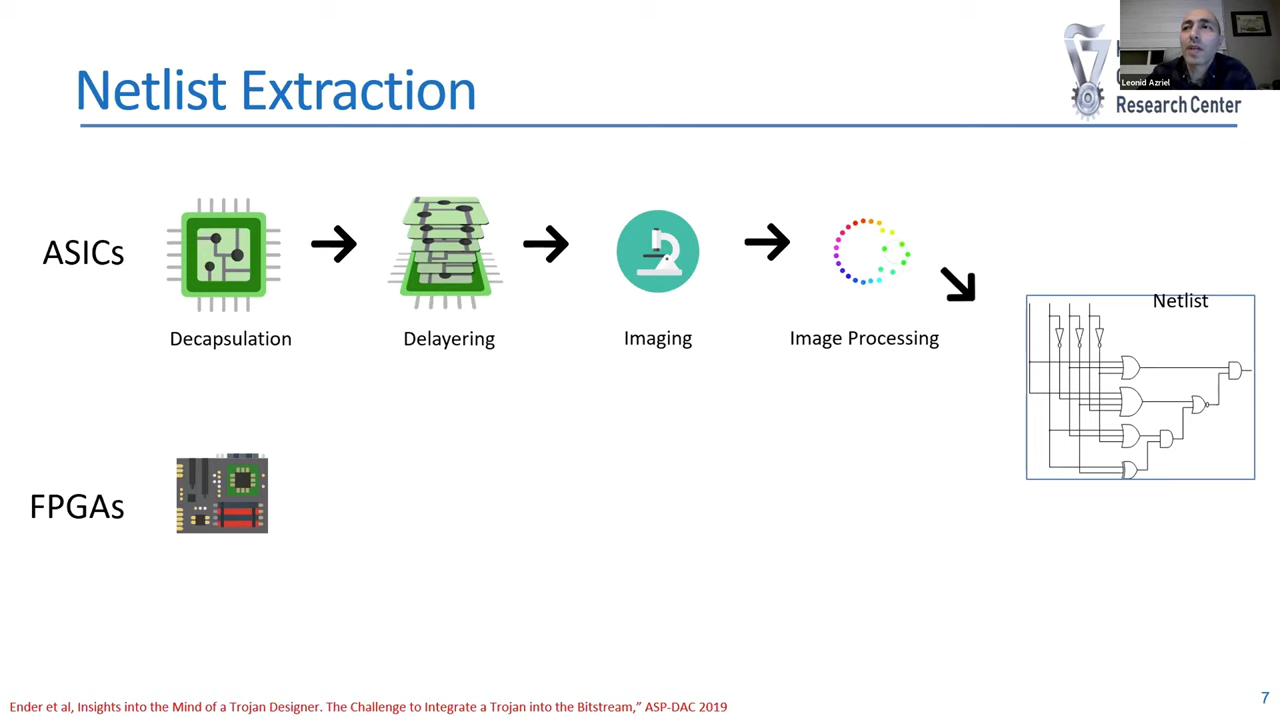 Netlist Extraction
Leonid Azriel
Research Center
ASICs
Decapsulation
Delayering
Imaging
Image Processing
Netlist
FPGAs
Ender et al, Insights into the Mind of a Trojan Designer. The Challenge to Integrate a Trojan into the Bitstream,” ASP-DAC 2019
7